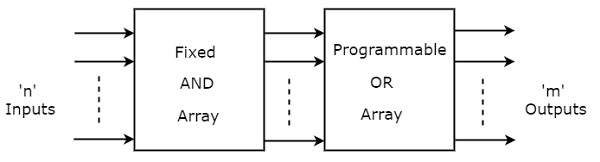 'n'
Inputs
Fixed
AND
Array
Programmable
OR
Array
'm'
Outputs